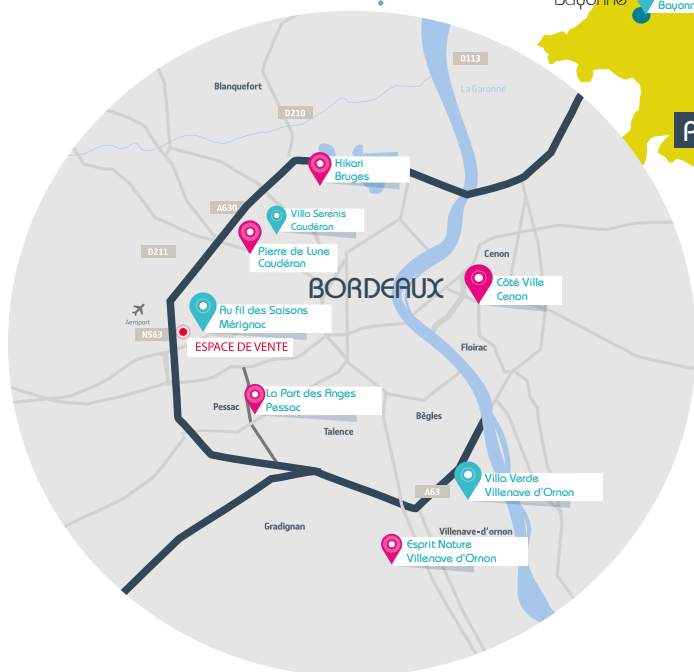 Bayonne
Bayonn
P
D113
Blanquefort
La Garonne
D210
Hikari
Bruges
A630
Villa Serenis
Caudéran
Pierre de Lune
Caudéran
D211
Cenon
BORDEAUX
Côté Ville
Cenon
Au fil des Saisons
Mérignac
Aeroport
N563
ESPACE DE VENTE
Floirac
La Part des Anges
Pessac
Pessac
Bègles
Talence
Villa Verde
Villenave d'Ornon
A63
Gradignan
Villenave-d'ornon
Esprit Nature
Villenave d'Ornon